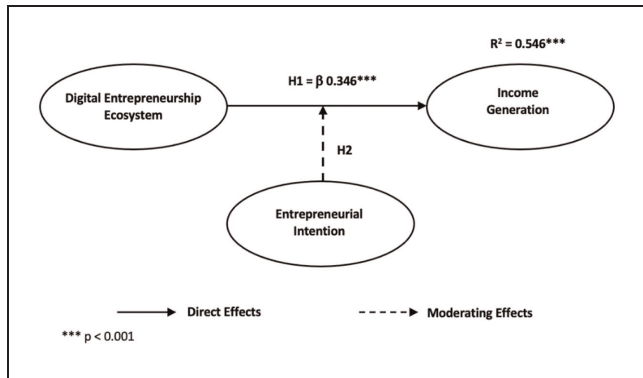 R² = 0.546***
H1 = β 0.346***
Digital Entrepreneurship
Ecosystem
Income
Generation
H2
Entrepreneurial
Intention
Direct Effects
Moderating Effects
*** p < 0.001